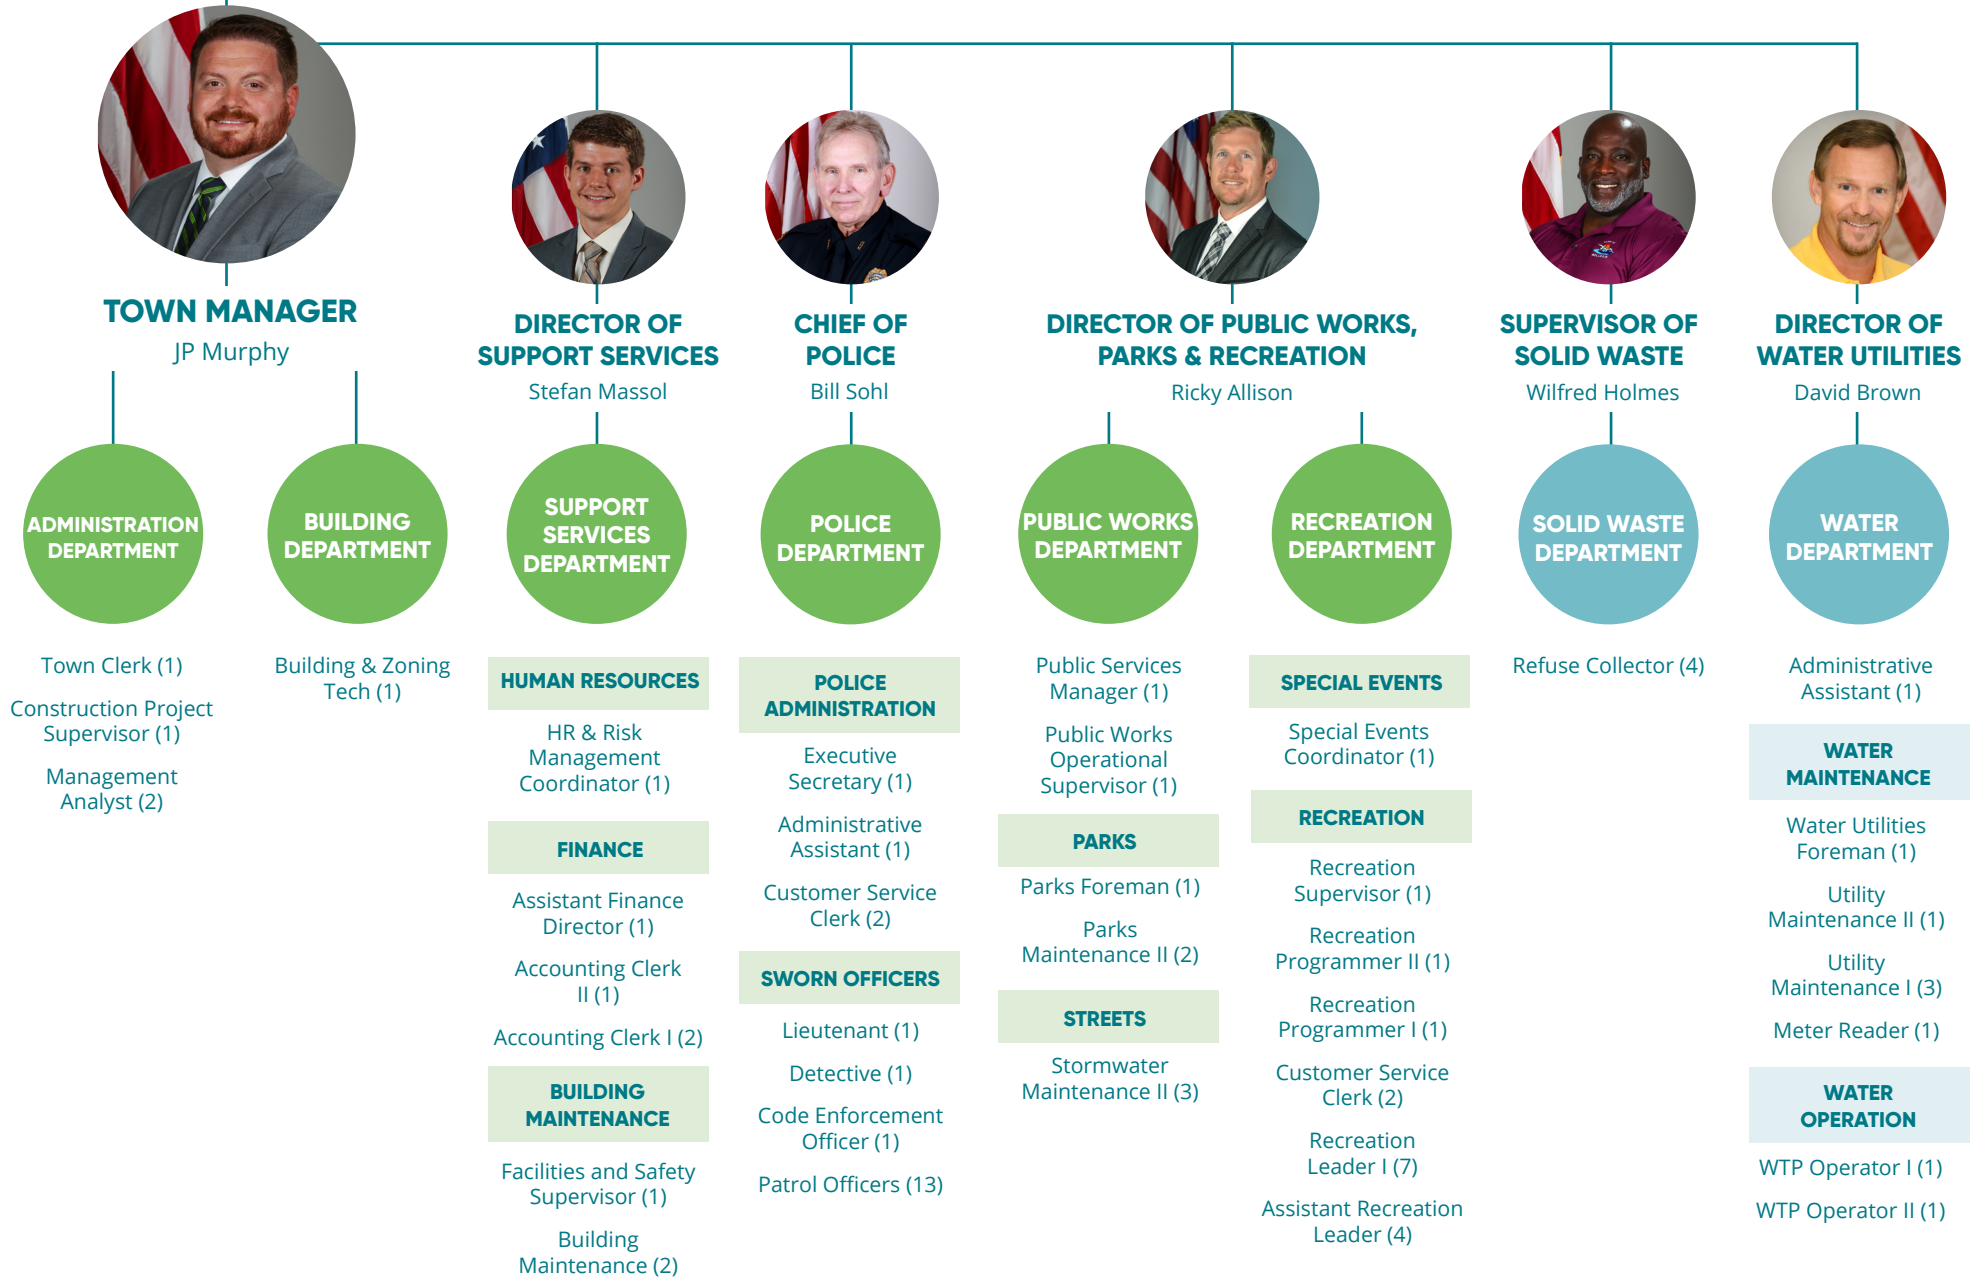 TOWN MANAGER
JP Murphy
DIRECTOR OF
SUPPORT SERVICES
Stefan Massol
CHIEF OF
POLICE
Bill Sohl
DIRECTOR OF PUBLIC WORKS,
PARKS & RECREATION
Ricky Allison
SUPERVISOR OF
SOLID WASTE
Wilfred Holmes
DIRECTOR OF
WATER UTILITIES
David Brown
ADMINISTRATION
DEPARTMENT
Town Clerk (1)
Construction Project
Supervisor (1)
Management
Analyst (2)
BUILDING
DEPARTMENT
Building & Zoning
Tech (1)
SUPPORT
SERVICES
DEPARTMENT
HUMAN RESOURCES
HR & Risk
Management
Coordinator (1)
FINANCE
Assistant Finance
Director (1)
Accounting Clerk
II (1)
Accounting Clerk I (2)
BUILDING
MAINTENANCE
Facilities and Safety
Supervisor (1)
Building
Maintenance (2)
POLICE
DEPARTMENT
POLICE
ADMINISTRATION
Executive
Secretary (1)
Administrative
Assistant (1)
Customer Service
Clerk (2)
SWORN OFFICERS
Lieutenant (1)
Detective (1)
Code Enforcement
Officer (1)
Patrol Officers (13)
PUBLIC WORKS
DEPARTMENT
Public Services
Manager (1)
Public Works
Operational
Supervisor (1)
PARKS
Parks Foreman (1)
Parks
Maintenance II (2)
STREETS
Stormwater
Maintenance II (3)
RECREATION
DEPARTMENT
SPECIAL EVENTS
Special Events
Coordinator (1)
RECREATION
Recreation
Supervisor (1)
Recreation
Programmer II (1)
Recreation
Programmer I (1)
Customer Service
Clerk (2)
Recreation
Leader I (7)
Assistant Recreation
Leader (4)
SOLID WASTE
DEPARTMENT
Refuse Collector (4)
WATER
DEPARTMENT
Administrative
Assistant (1)
WATER
MAINTENANCE
Water Utilities
Foreman (1)
Utility
Maintenance II (1)
Utility
Maintenance I (3)
Meter Reader (1)
WATER
OPERATION
WTP Operator I (1)
WTP Operator II (1)